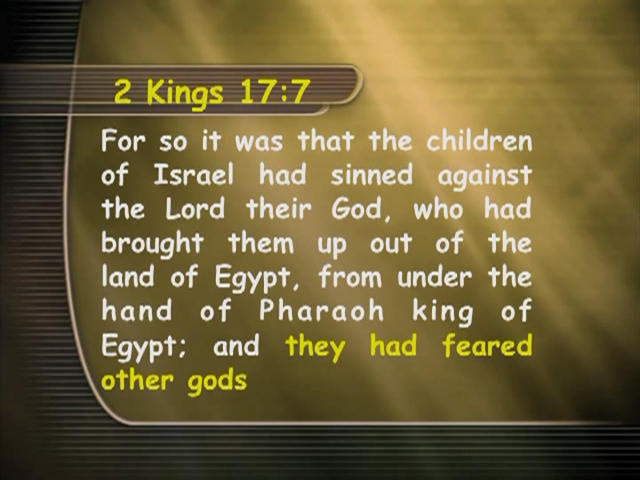 2 Kings 17:7
For so it was that the children
of Israel had sinned against
the Lord their God, who had
brought them up out of the
land of Egypt, from under the
hand of Pharaoh king of
Egypt; and they had feared
other gods